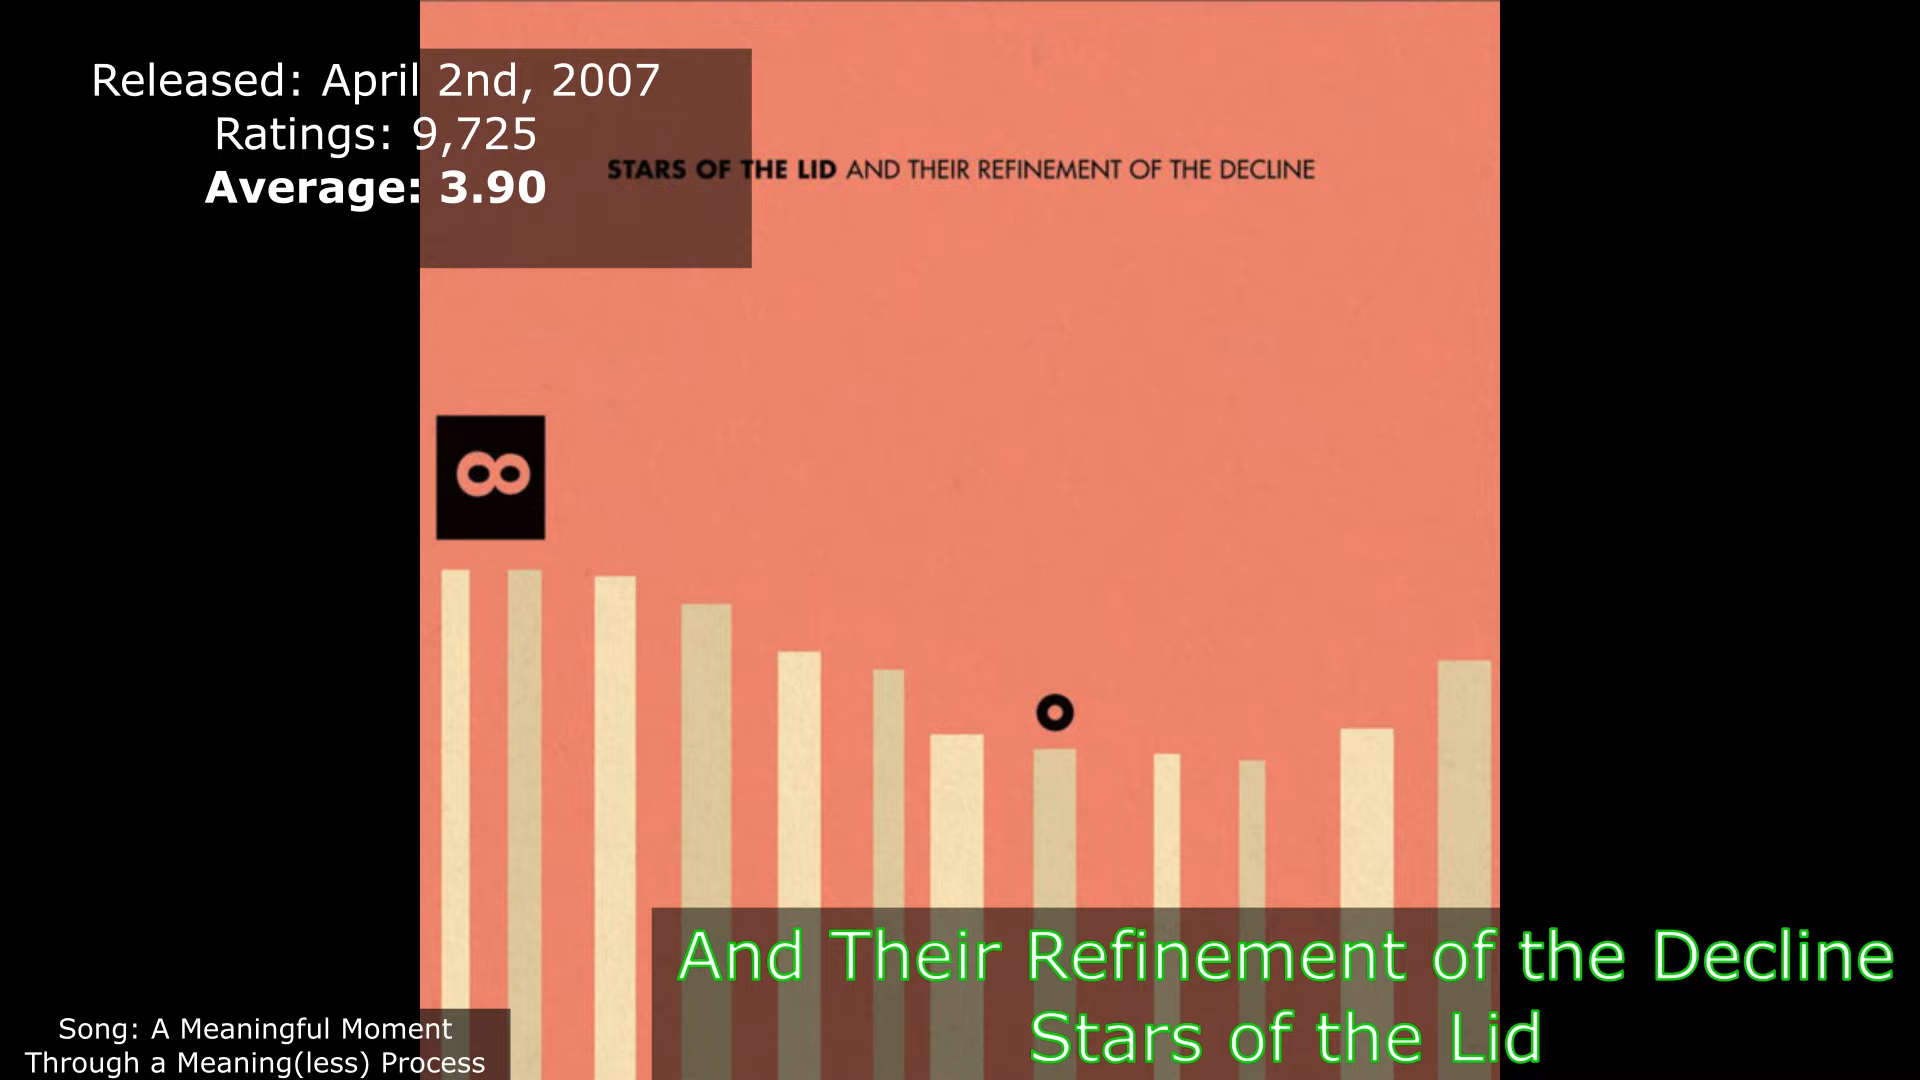 Released: April 2nd, 2007
Ratings: 9,725
Average: 3.90
STARS OF THE LID AND THEIR REFINEMENT OF THE DECLINE
8
And Their Refinement of the Decline
Stars of the Lid
Song: A Meaningful Moment
Through a Meaning(less) Process